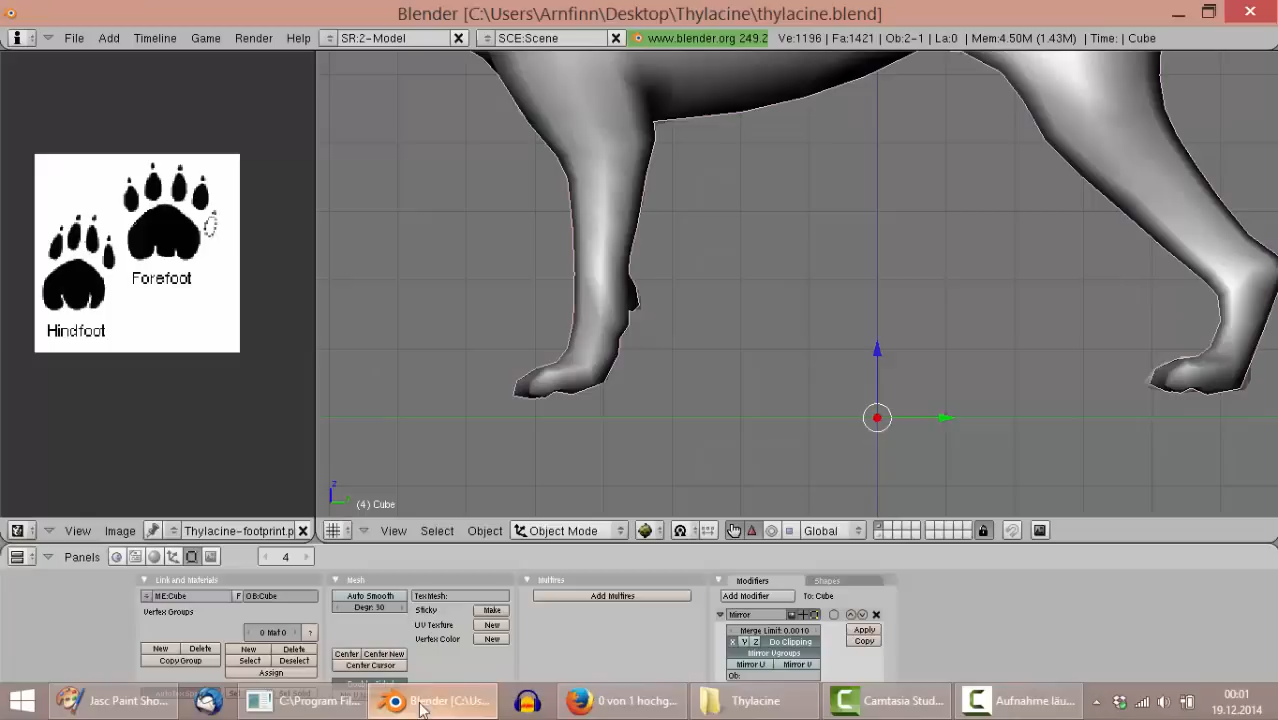 Blender [C:\Users\Arnfinn\Desktop\Thylacine\thylacine.blend]
File Add Timeline Game Render Help SR:2-Model SCE:Scene www.blender.org 249.2 Ve:1196 | Fa:1421 | Ob:2-1 | La:0 | Mem:4.50M (1.43M) | Time: | Cube
Forefoot
Hindfoot
z
(4) Cube
View Image Thylacine-footprint.p View Select Object Object Mode Global
Panels 4
Link and Materials Mesh Multires Modifiers Shapes
ME:Cube F OB:Cube Auto Smooth TexMesh: Add Multires Add Modifier To: Cube
Vertex Groups Degr: 30 Sticky Make Mirror
0 Mat 0 ? UV Texture New Merge Limit: 0.0010 Apply
New Delete New Delete Vertex Color New X Y Z Do Clipping Copy
Copy Group Select Deselect Center Center New Center Cursor Mirror Vgroups
Assign Mirror U Mirror V
Ob:
Jasc Paint Sho... C:\Program Fil... Blender [C:\Us... 0 von 1 hochg... Thylacine Camtasia Stud... Aufnahme läu... 00:01
19.12.2014